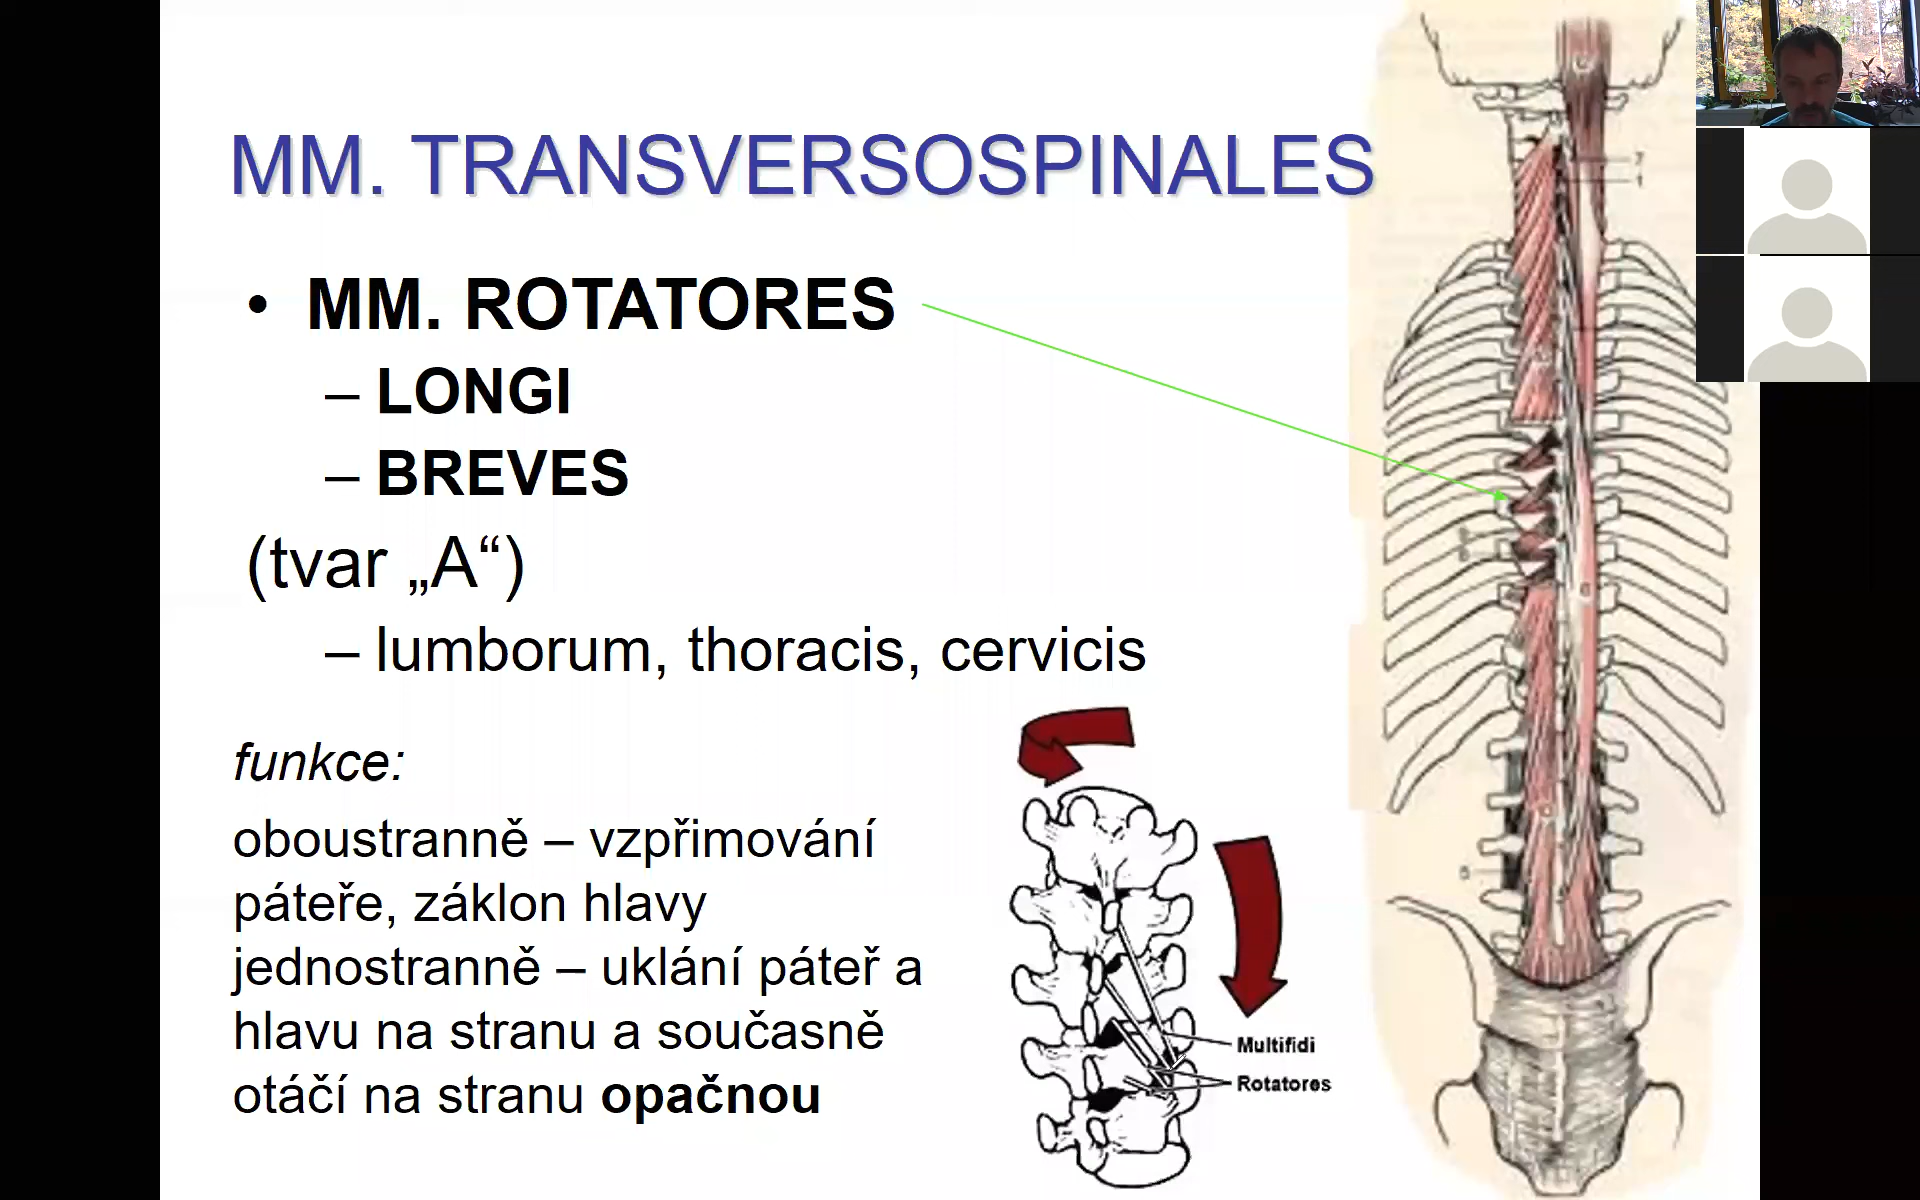 MM. TRANSVERSOSPINALES
• MM. ROTATORES
– LONGI
– BREVES
(tvar „A“)
– lumborum, thoracis, cervicis
funkce:
oboustranně – vzpřimování
páteře, záklon hlavy
jednostranně – uklání páteř a
hlavu na stranu a současně
otáčí na stranu opačnou
Multifidi
Rotatores